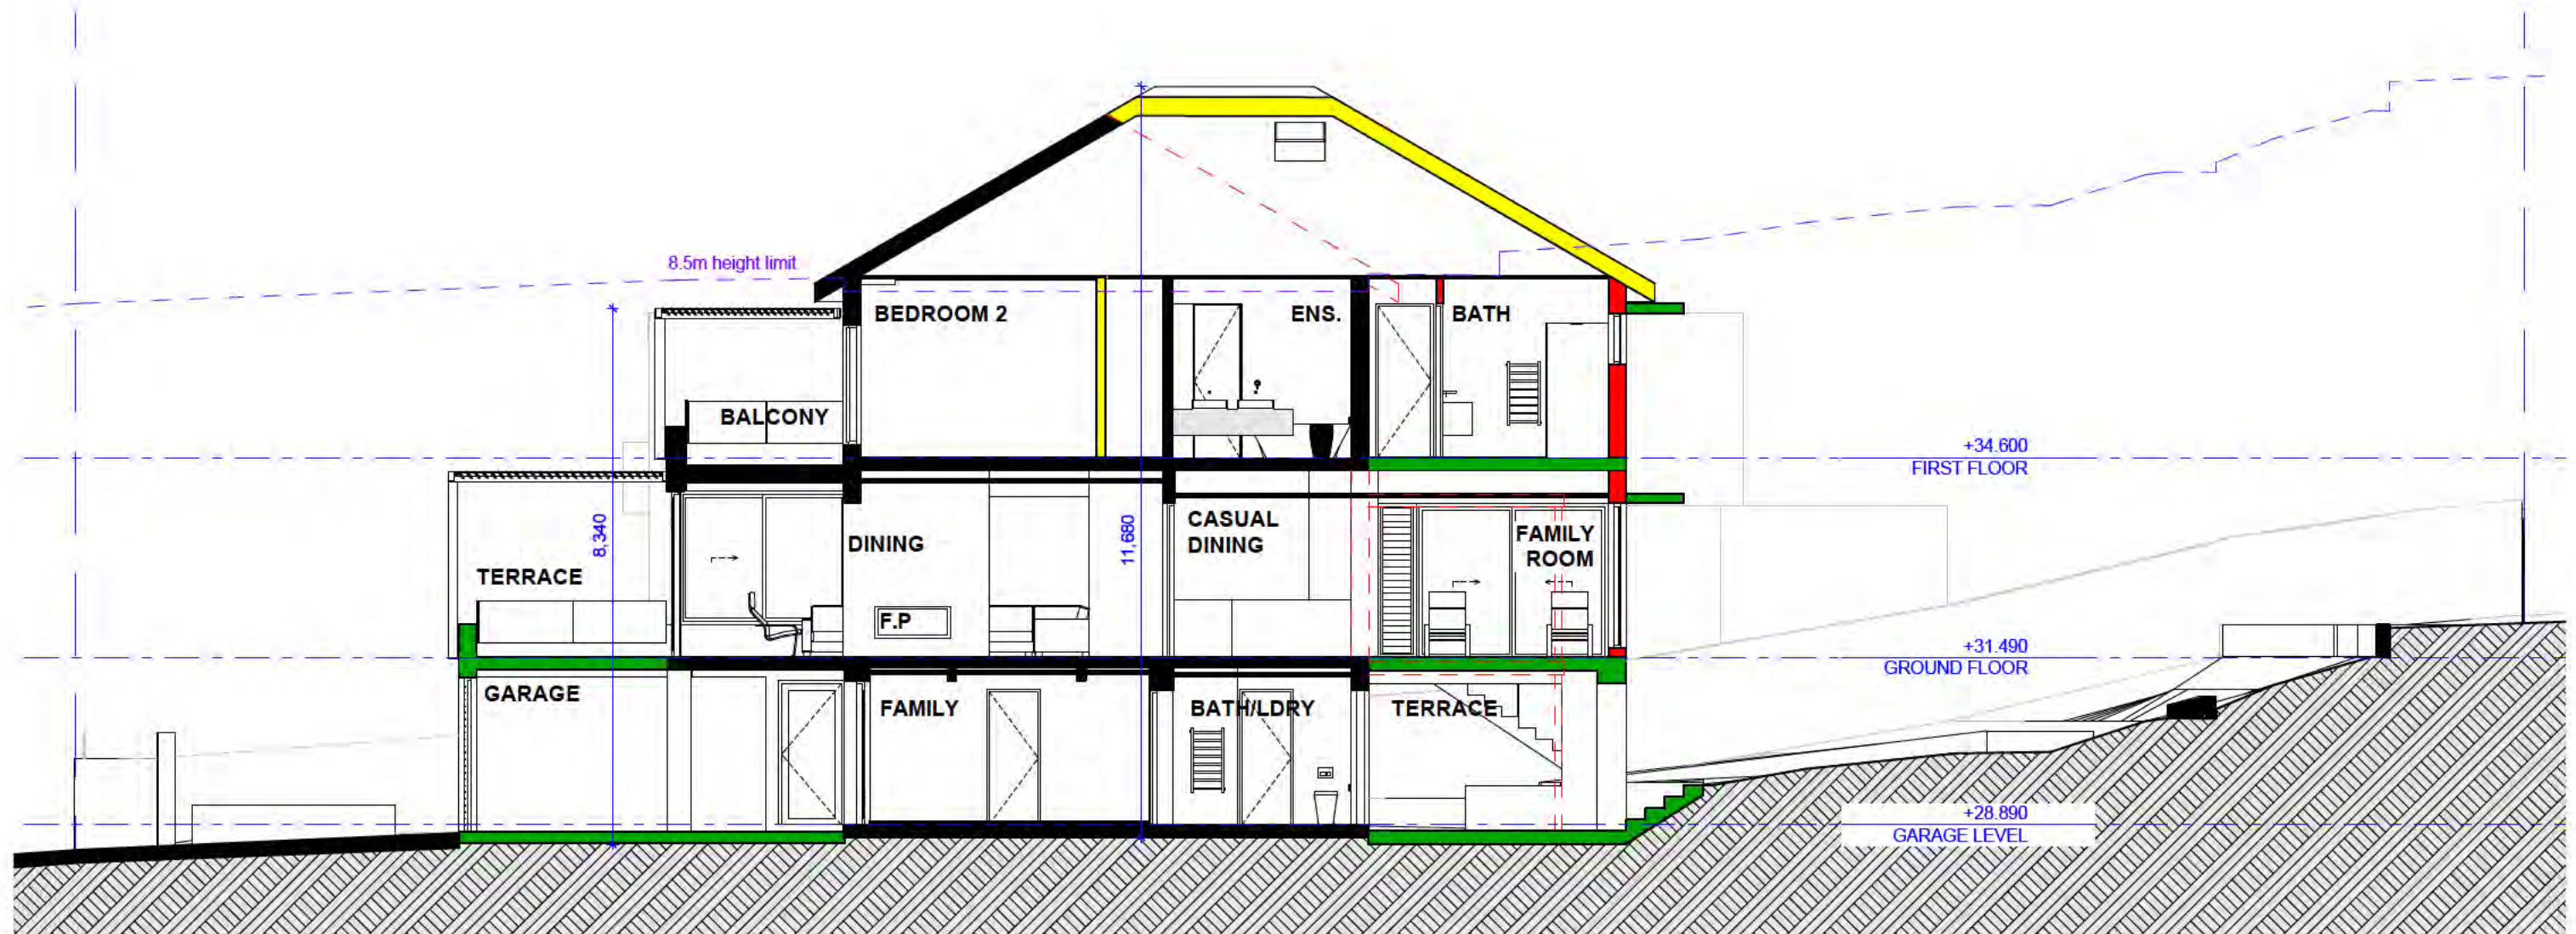 8.5m height limit
BEDROOM 2
ENS.
BATH
BALCONY
+34.600
FIRST FLOOR
8,340
11,680
TERRACE
DINING
F.P
CASUAL
DINING
FAMILY
ROOM
+31.490
GROUND FLOOR
GARAGE
FAMILY
BATH/LDRY
TERRACE
+28.890
GARAGE LEVEL